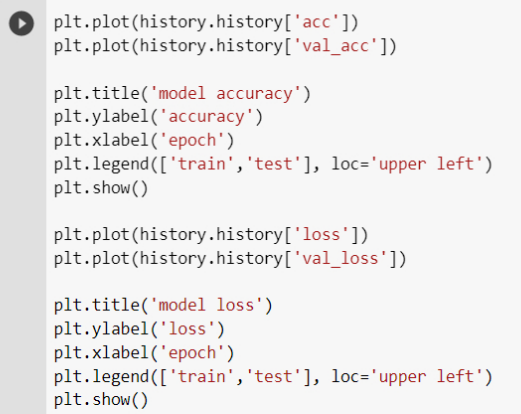 plt.plot(history.history['acc'])
plt.plot(history.history['val_acc'])
plt.title('model accuracy')
plt.ylabel('accuracy')
plt.xlabel('epoch')
plt.legend(['train','test'], loc='upper left')
plt.show()
plt.plot(history.history['loss'])
plt.plot(history.history['val_loss'])
plt.title('model loss')
plt.ylabel('loss')
plt.xlabel('epoch')
plt.legend(['train','test'], loc='upper left')
plt.show()